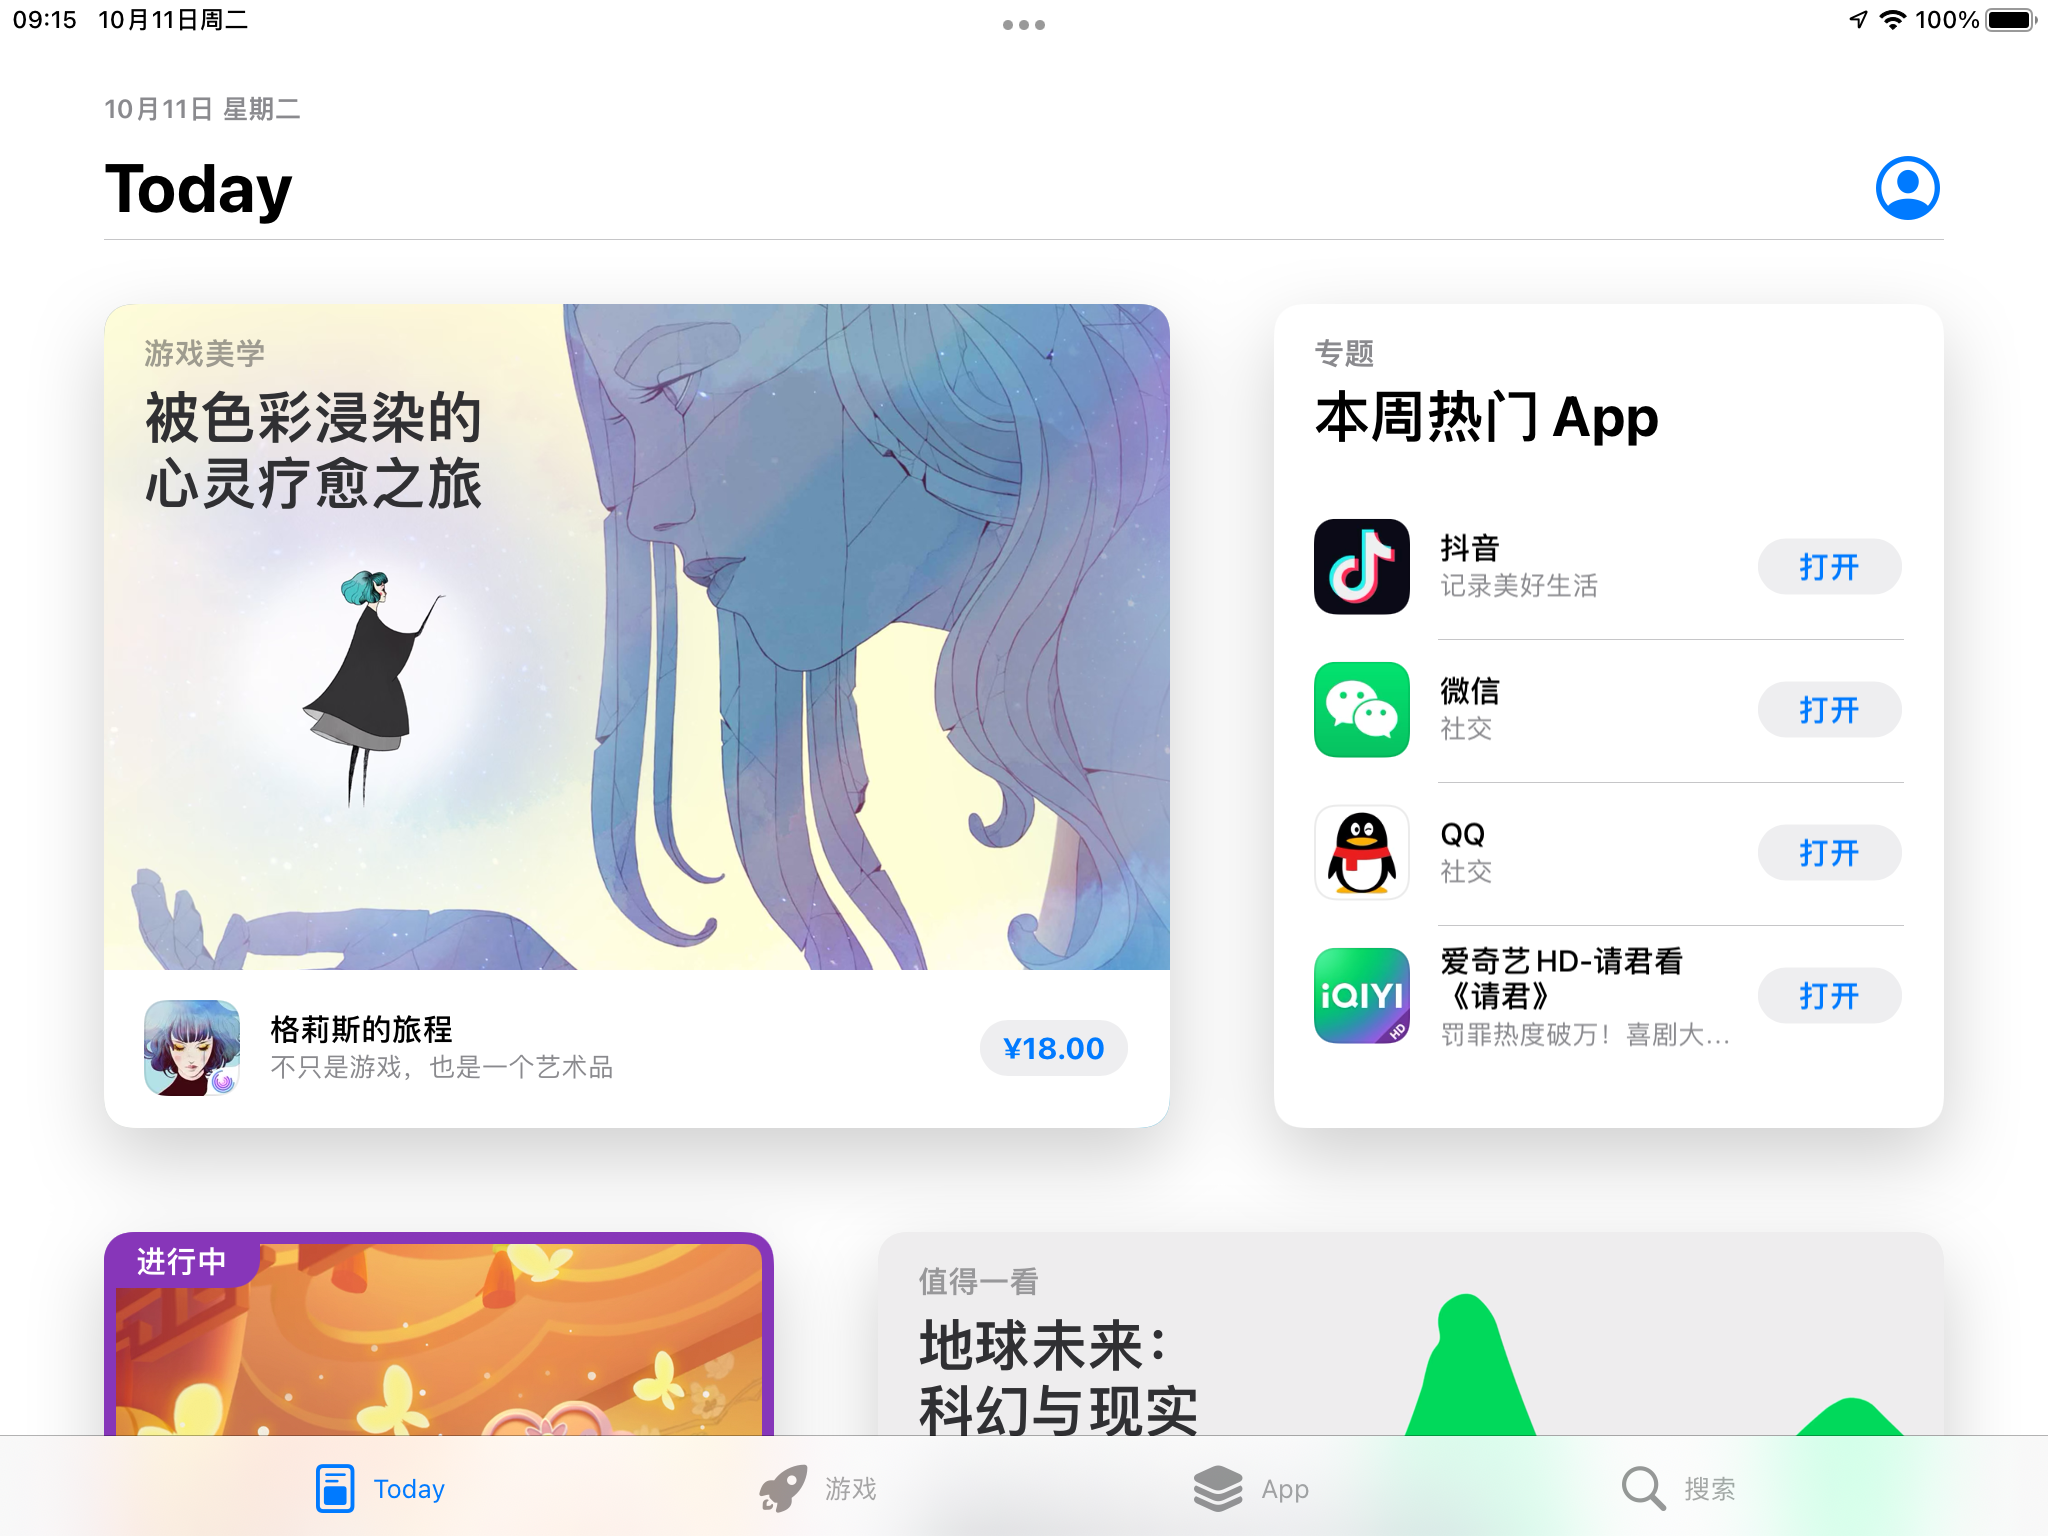 09:15 10月11日周二
100%
10月11日 星期二
Today
游戏美学
被色彩浸染的
心灵疗愈之旅
格莉斯的旅程
不只是游戏，也是一个艺术品
¥18.00
专题
本周热门 App
抖音
记录美好生活
打开
微信
社交
打开
QQ
社交
打开
iQIYI
HD
爱奇艺HD-请君看
《请君》
罚罪热度破万！喜剧大...
打开
进行中
值得一看
地球未来：
科幻与现实
Today
游戏
App
搜索